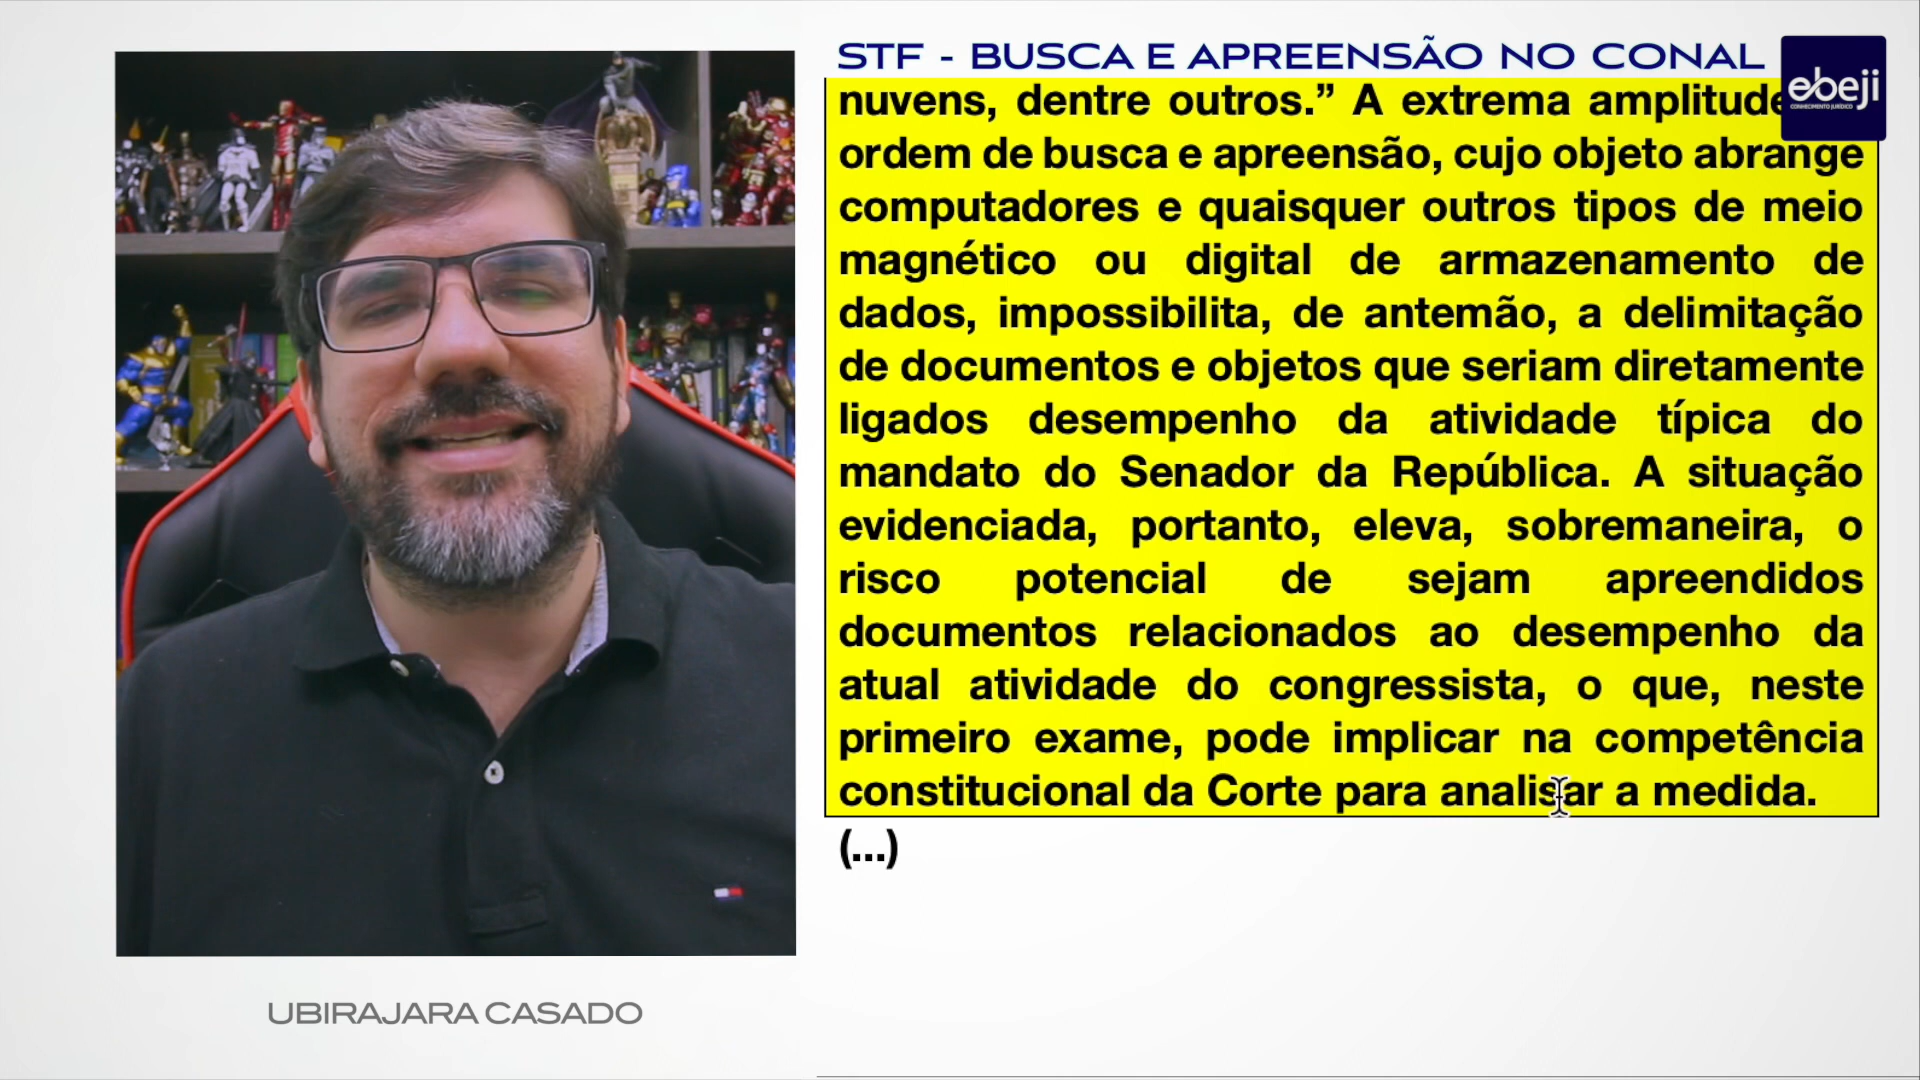 STF - BUSCA E APREENSÃO NO CONAL
ebeji
CONHECIMENTO JURÍDICO
nuvens, dentre outros.” A extrema amplitude
ordem de busca e apreensão, cujo objeto abrange
computadores e quaisquer outros tipos de meio
magnético ou digital de armazenamento de
dados, impossibilita, de antemão, a delimitação
de documentos e objetos que seriam diretamente
ligados desempenho da atividade típica do
mandato do Senador da República. A situação
evidenciada, portanto, eleva, sobremaneira, o
risco potencial de sejam apreendidos
documentos relacionados ao desempenho da
atual atividade do congressista, o que, neste
primeiro exame, pode implicar na competência
constitucional da Corte para analisar a medida.
(...)
UBIRAJARA CASADO